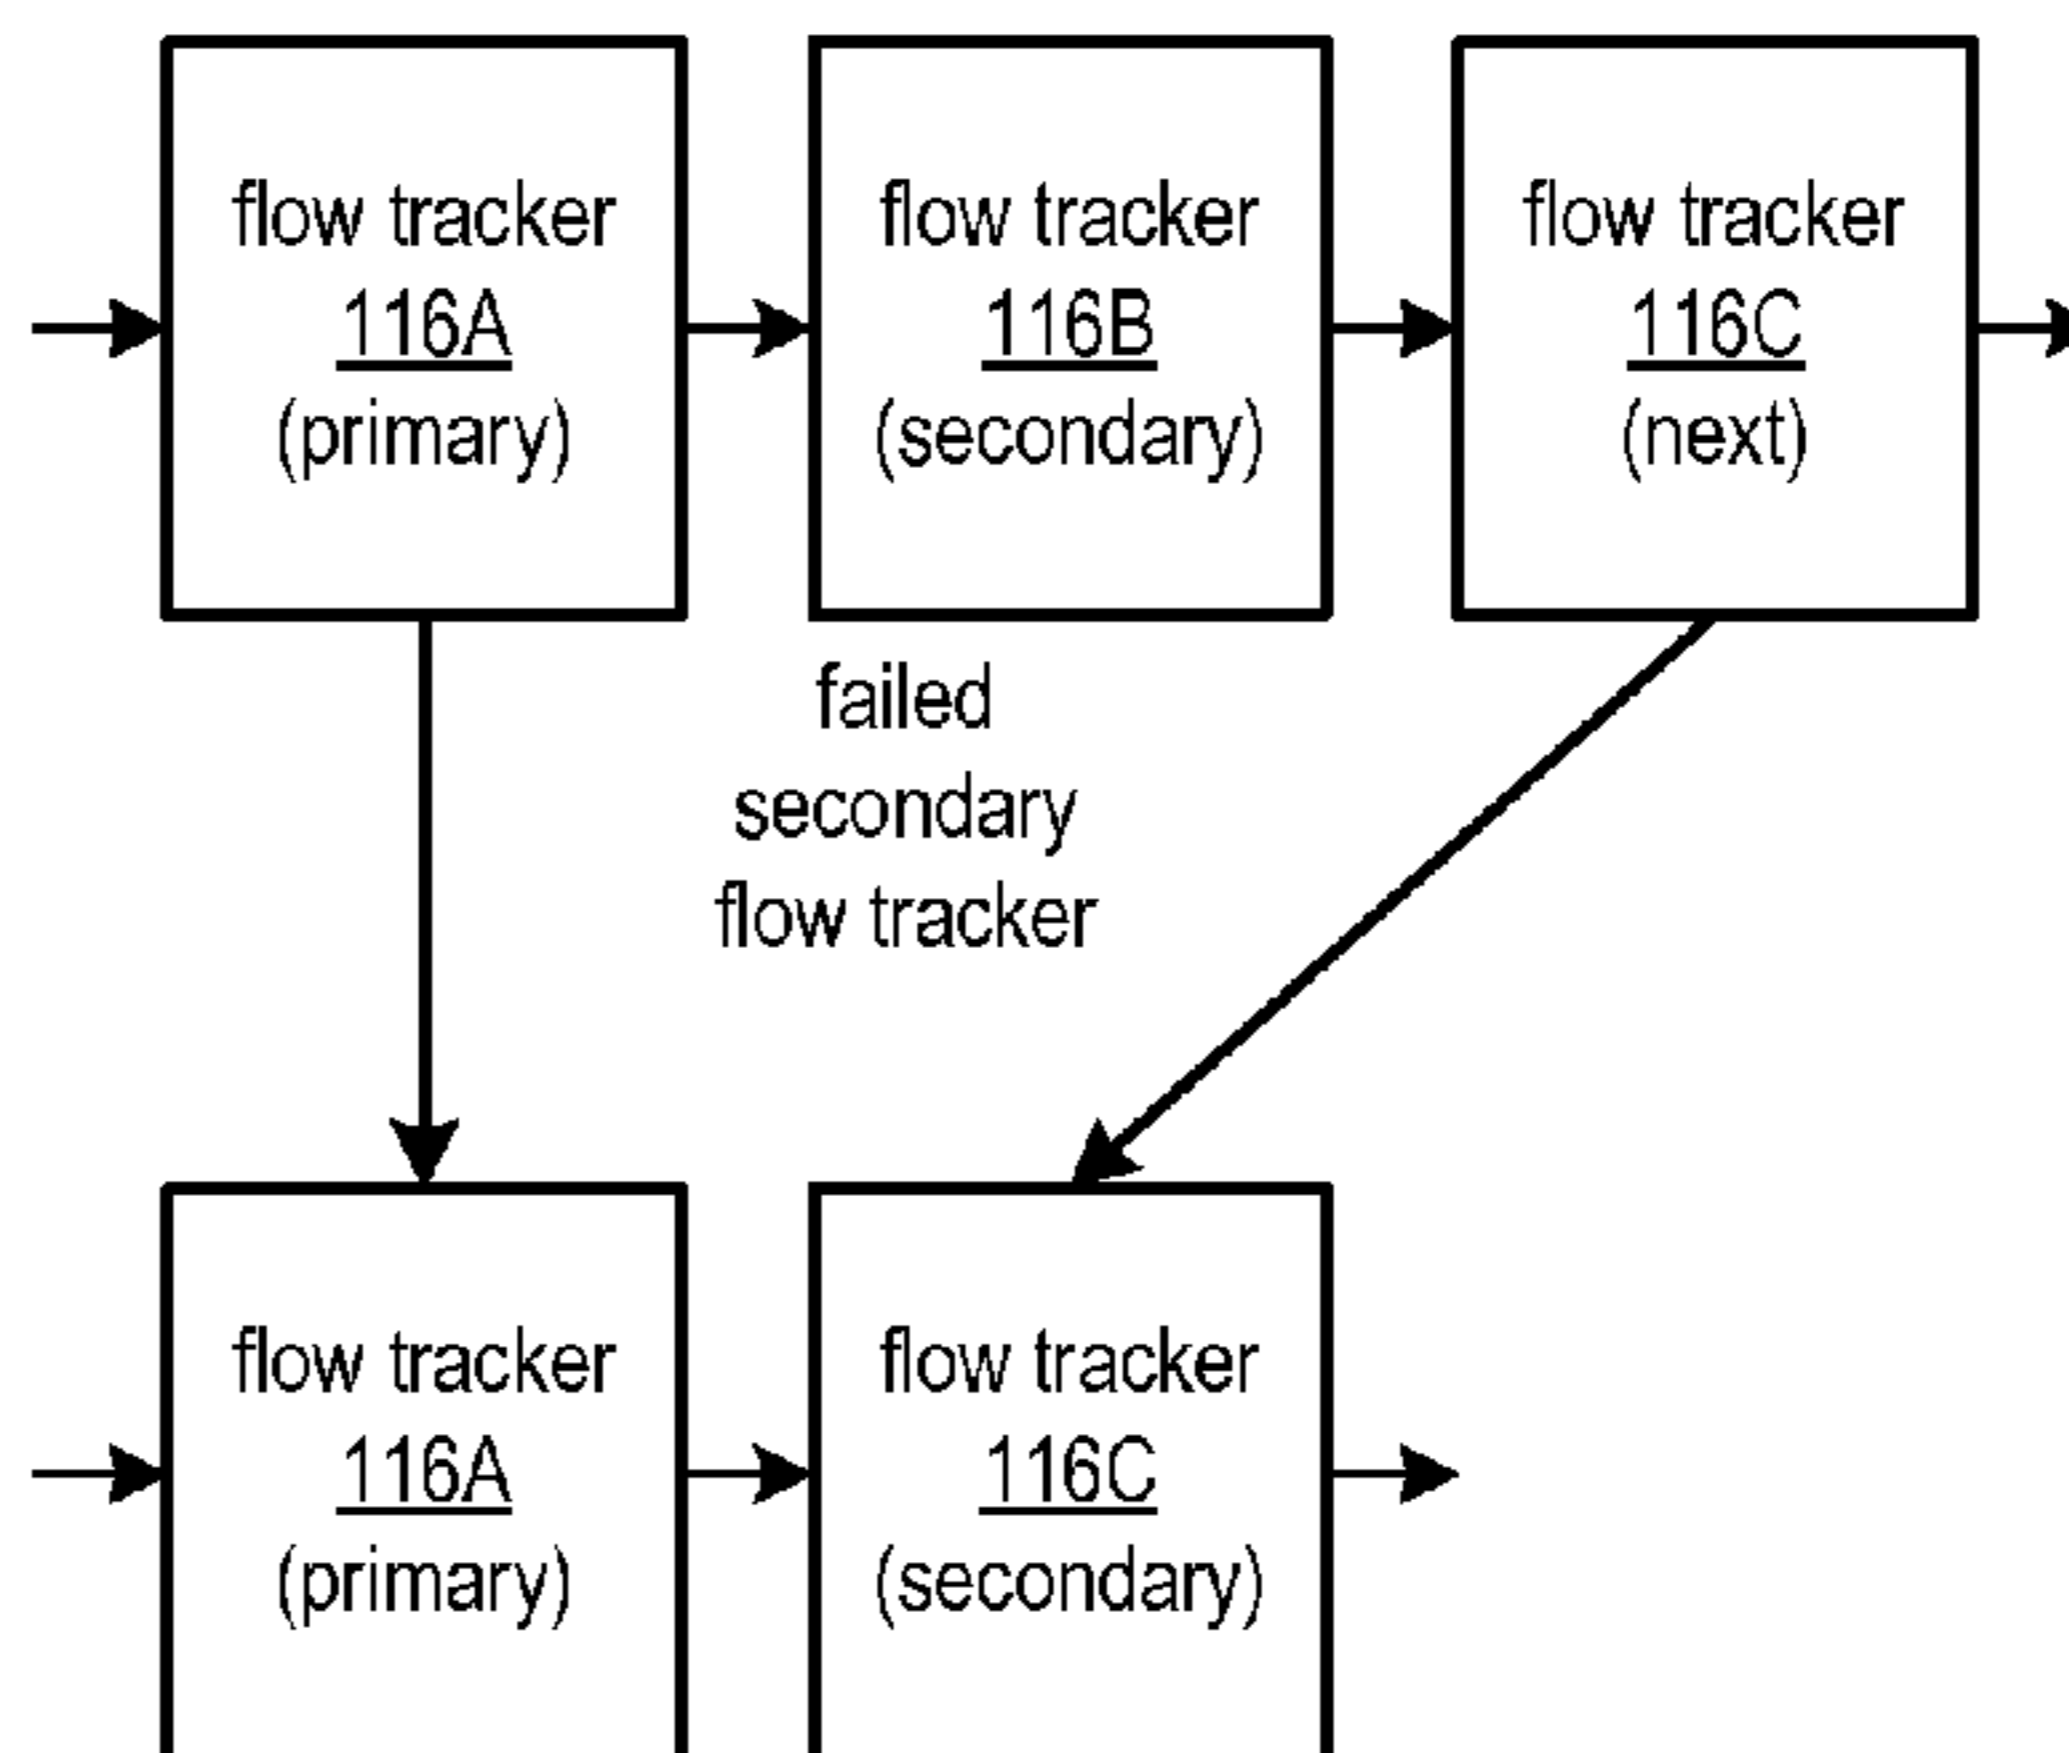 flow tracker
116A
(primary)
flow tracker
116B
(secondary)
flow tracker
116C
(next)
failed
secondary
flow tracker
flow tracker
116A
(primary)
flow tracker
116C
(secondary)